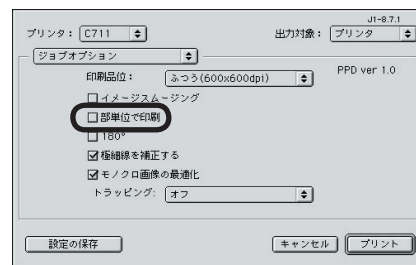 J1-8.7.1
プリンタ： C711 出力対象： プリンタ
ジョブオプション
印刷品位： ふつう(600x600dpi) PPD ver 1.0
イメージスムージング
部単位で印刷
180°
極細線を補正する
モノクロ画像の最適化
トラッピング： オフ
設定の保存 キャンセル プリント